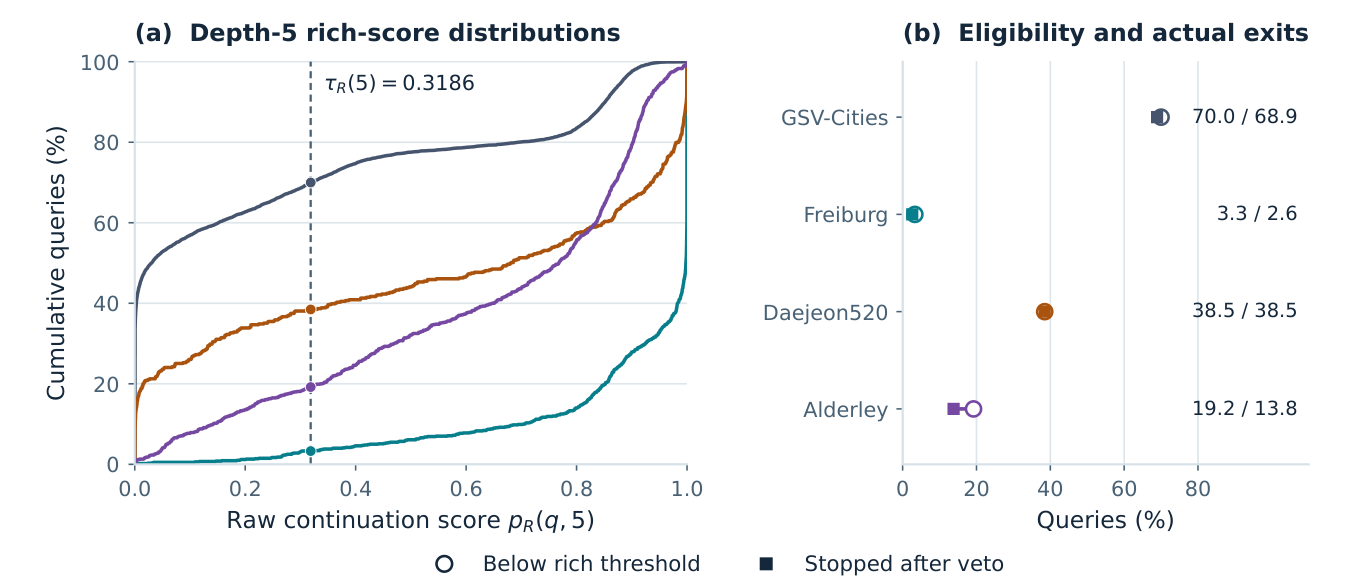 (a) Depth-5 rich-score distributions
(b) Eligibility and actual exits
τR(5) = 0.3186
100
80
60
40
20
0
Cumulative queries (%)
0.0 0.2 0.4 0.6 0.8 1.0
Raw continuation score pR(q, 5)
GSV-Cities 70.0 / 68.9
Freiburg 3.3 / 2.6
Daejeon520 38.5 / 38.5
Alderley 19.2 / 13.8
0 20 40 60 80
Queries (%)
Below rich threshold Stopped after veto